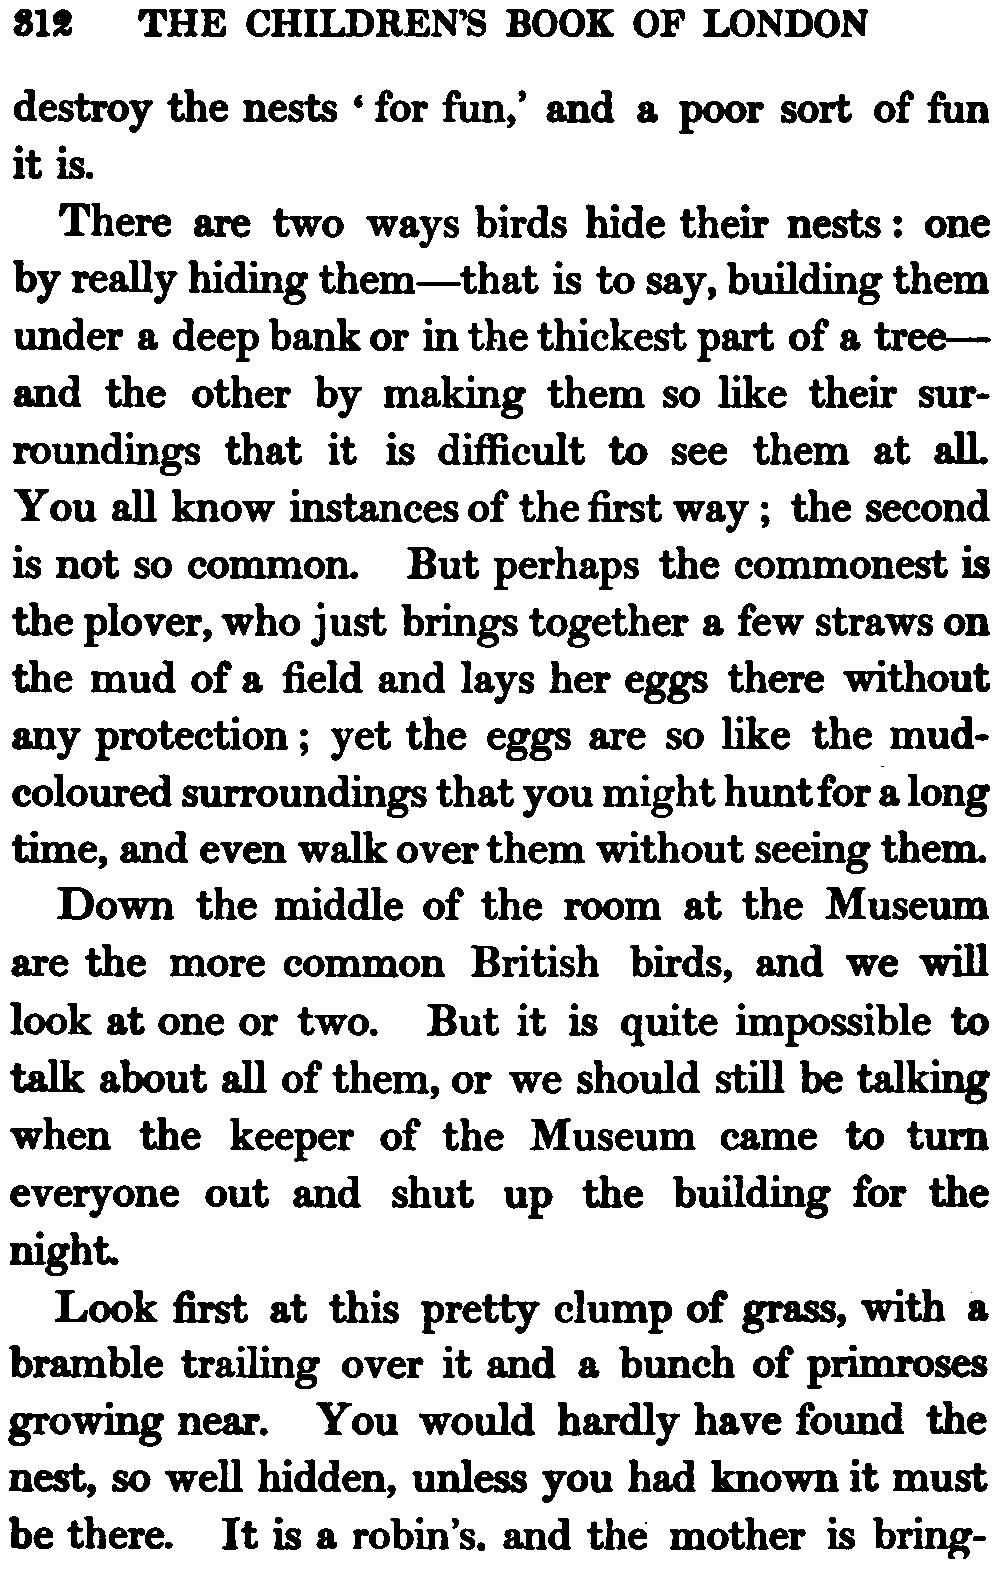 312 THE CHILDREN'S BOOK OF LONDON
destroy the nests ‘ for fun,’ and a poor sort of fun
it is.
There are two ways birds hide their nests : one
by really hiding them—that is to say, building them
under a deep bank or in the thickest part of a tree—
and the other by making them so like their sur-
roundings that it is difficult to see them at all.
You all know instances of the first way ; the second
is not so common. But perhaps the commonest is
the plover, who just brings together a few straws on
the mud of a field and lays her eggs there without
any protection ; yet the eggs are so like the mud-
coloured surroundings that you might hunt for a long
time, and even walk over them without seeing them.
Down the middle of the room at the Museum
are the more common British birds, and we will
look at one or two. But it is quite impossible to
talk about all of them, or we should still be talking
when the keeper of the Museum came to turn
everyone out and shut up the building for the
night.
Look first at this pretty clump of grass, with a
bramble trailing over it and a bunch of primroses
growing near. You would hardly have found the
nest, so well hidden, unless you had known it must
be there. It is a robin's. and the mother is bring-